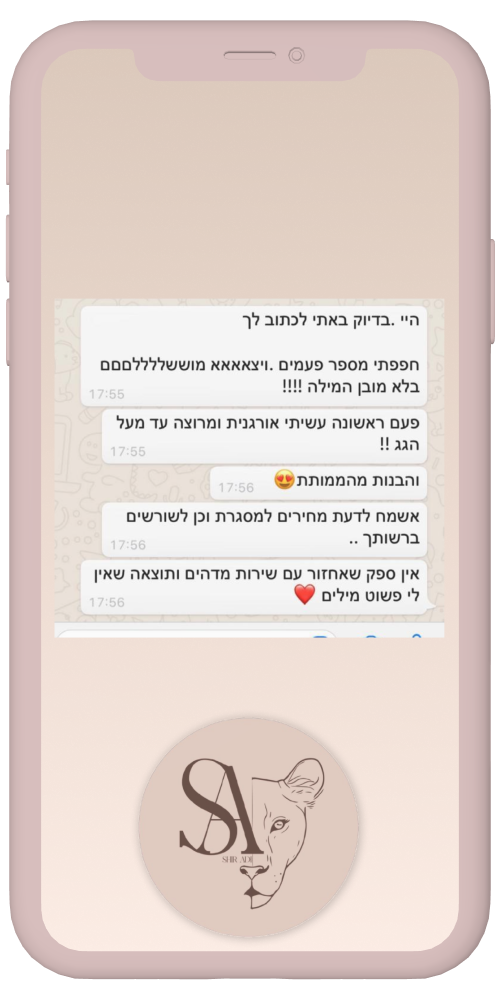 היי .בדיוק באתי לכתוב לך
חפפתי מספר פעמים .ויצאאאא מוששללללםםם
בלא מובן המילה !!!!
17:55
פעם ראשונה עשיתי אורגנית ומרוצה עד מעל
הגג !!
17:55
והבנות מהממותת😍
17:56
אשמח לדעת מחירים למסגרת וכן לשורשים
ברשותך ..
17:56
אין ספק שאחזור עם שירות מדהים ותוצאה שאין
לי פשוט מילים ❤️
17:56
SA
SHIR ADI